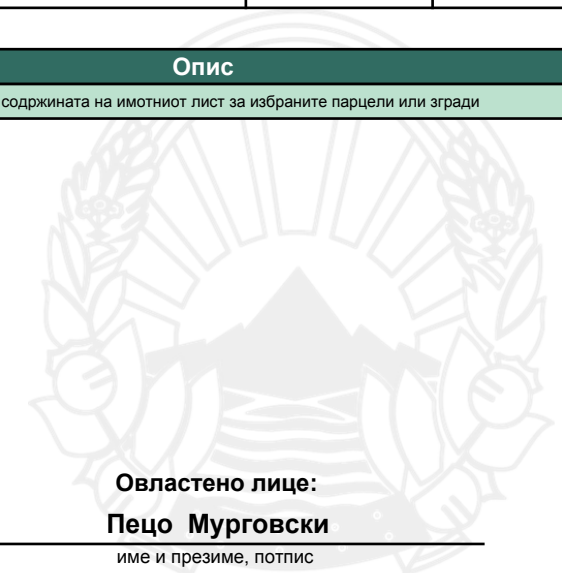 Опис
содржината на имотниот лист за избраните парцели или згради
Овластено лице:
Пецо Мурговски
име и презиме, потпис